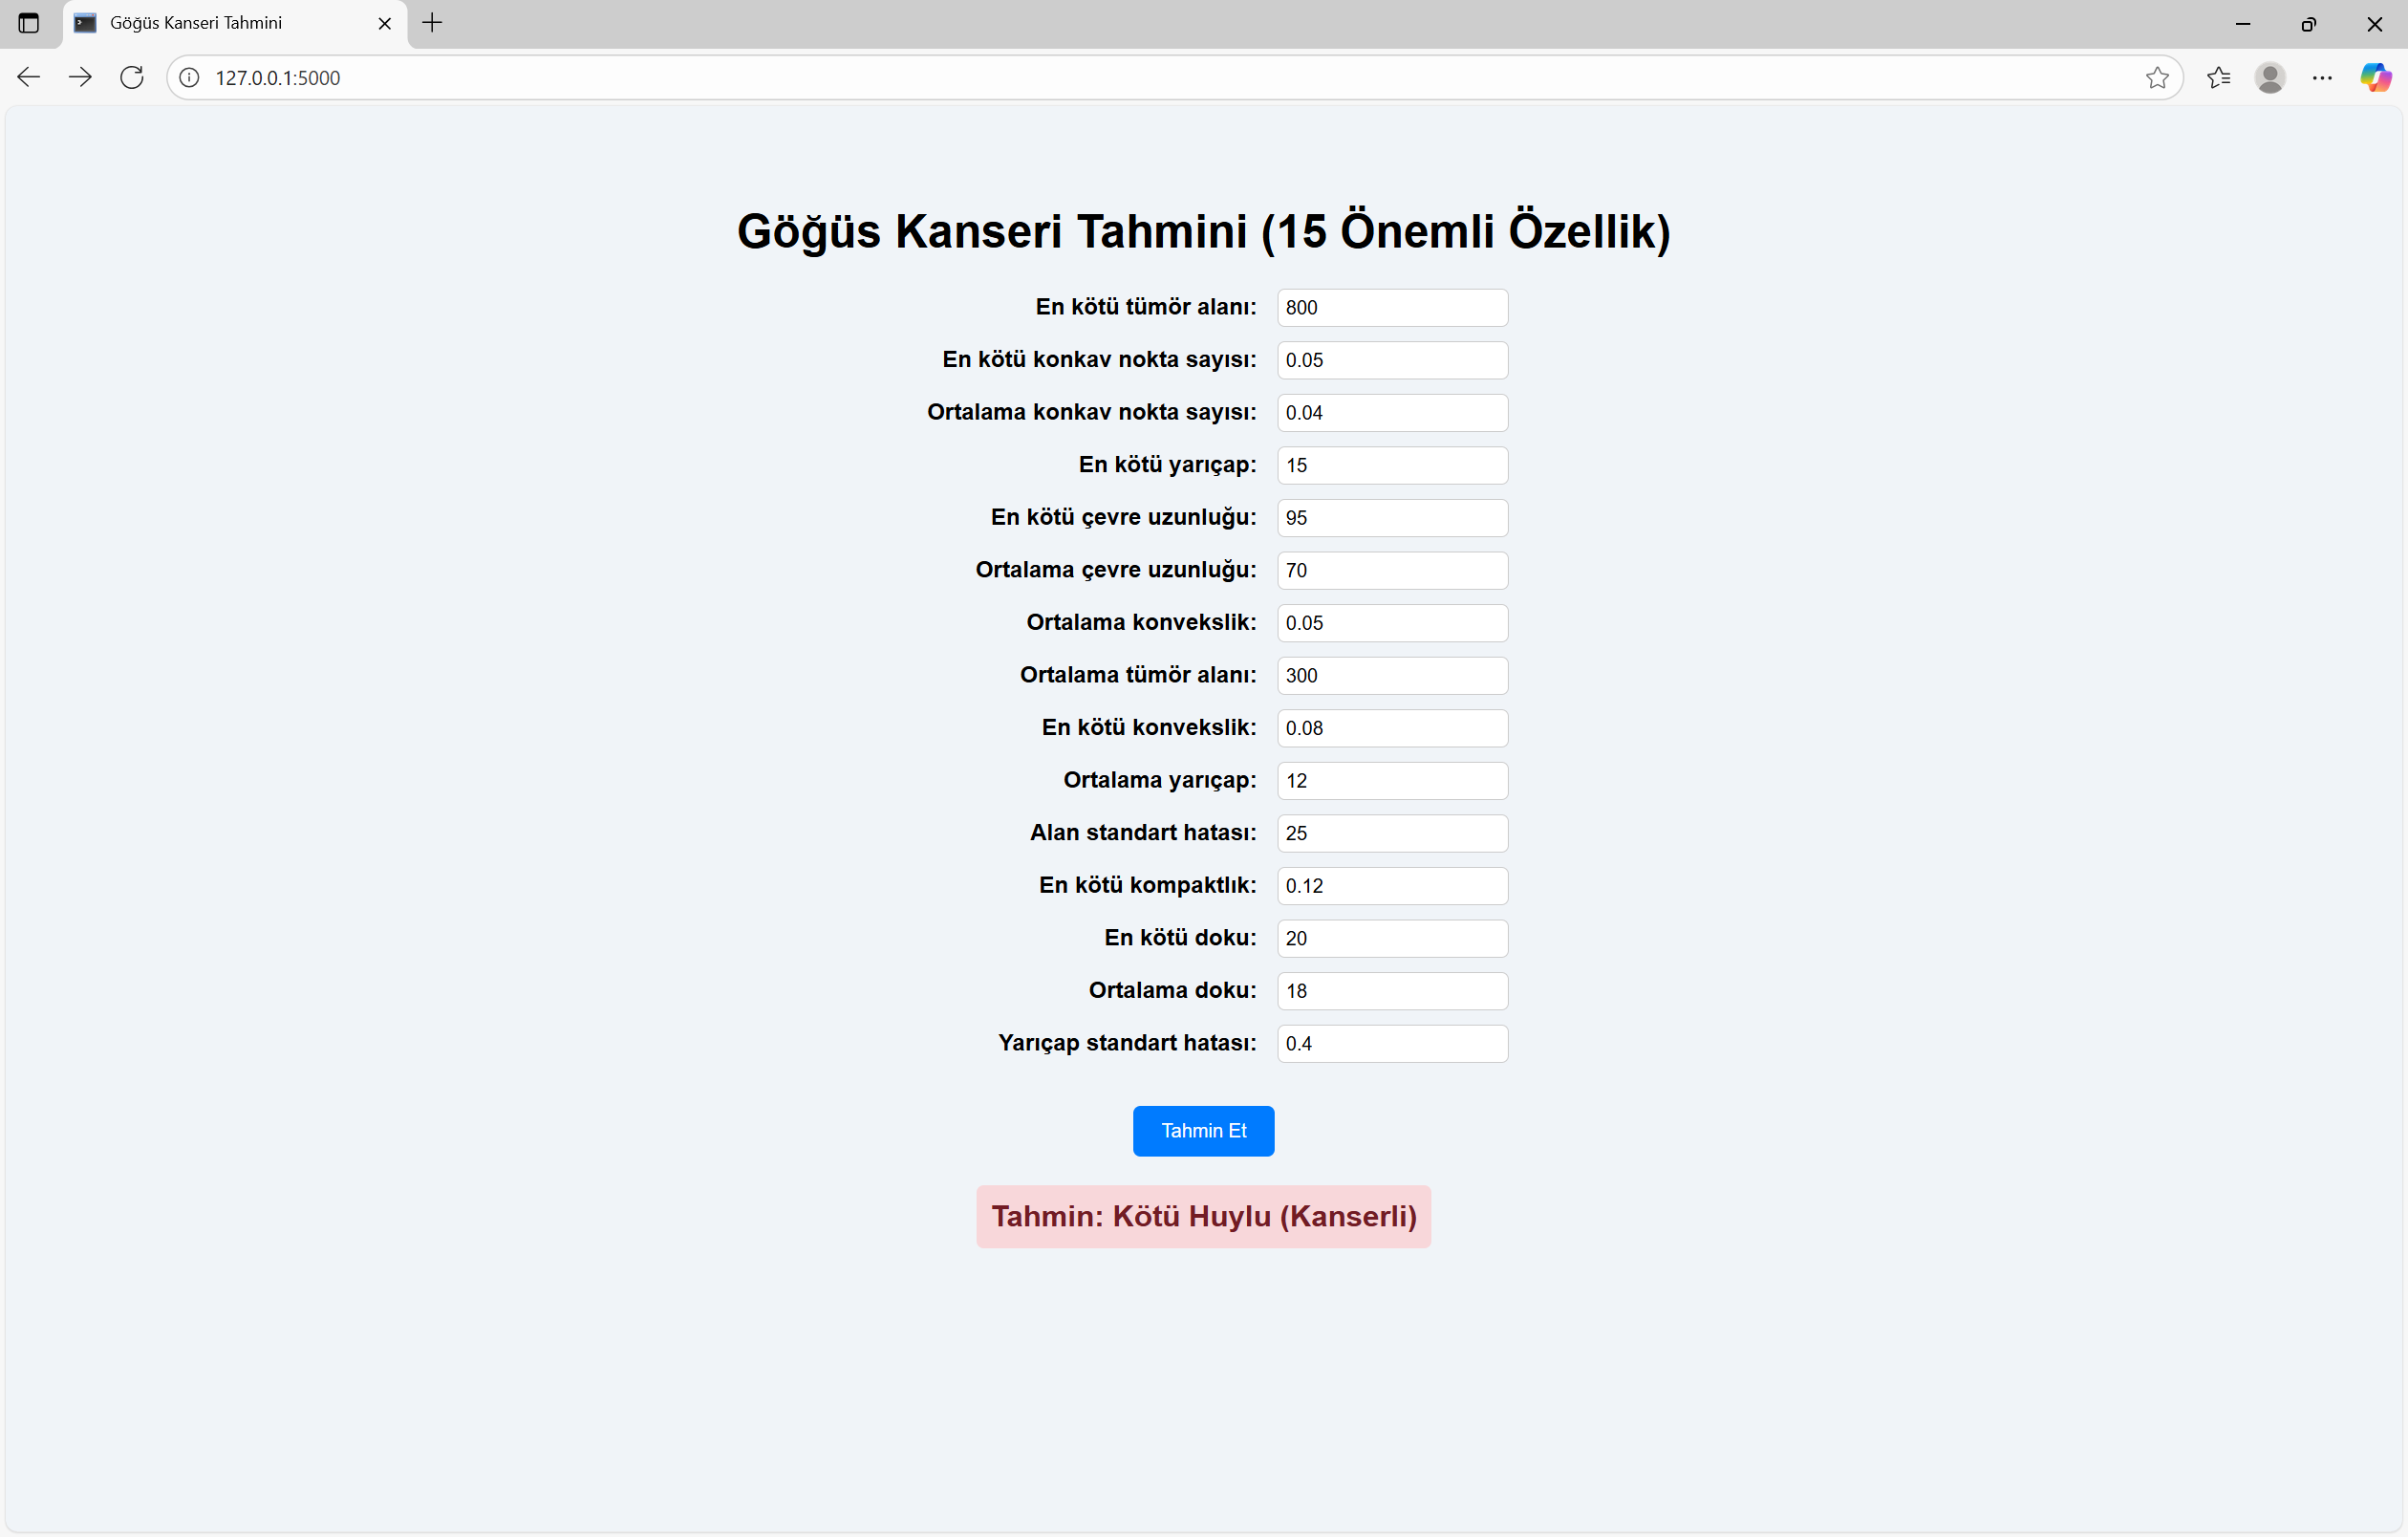 Göğüs Kanseri Tahmini
127.0.0.1:5000
Göğüs Kanseri Tahmini (15 Önemli Özellik)
En kötü tümör alanı: 800
En kötü konkav nokta sayısı: 0.05
Ortalama konkav nokta sayısı: 0.04
En kötü yarıçap: 15
En kötü çevre uzunluğu: 95
Ortalama çevre uzunluğu: 70
Ortalama konvekslik: 0.05
Ortalama tümör alanı: 300
En kötü konvekslik: 0.08
Ortalama yarıçap: 12
Alan standart hatası: 25
En kötü kompaktlık: 0.12
En kötü doku: 20
Ortalama doku: 18
Yarıçap standart hatası: 0.4
Tahmin Et
Tahmin: Kötü Huylu (Kanserli)